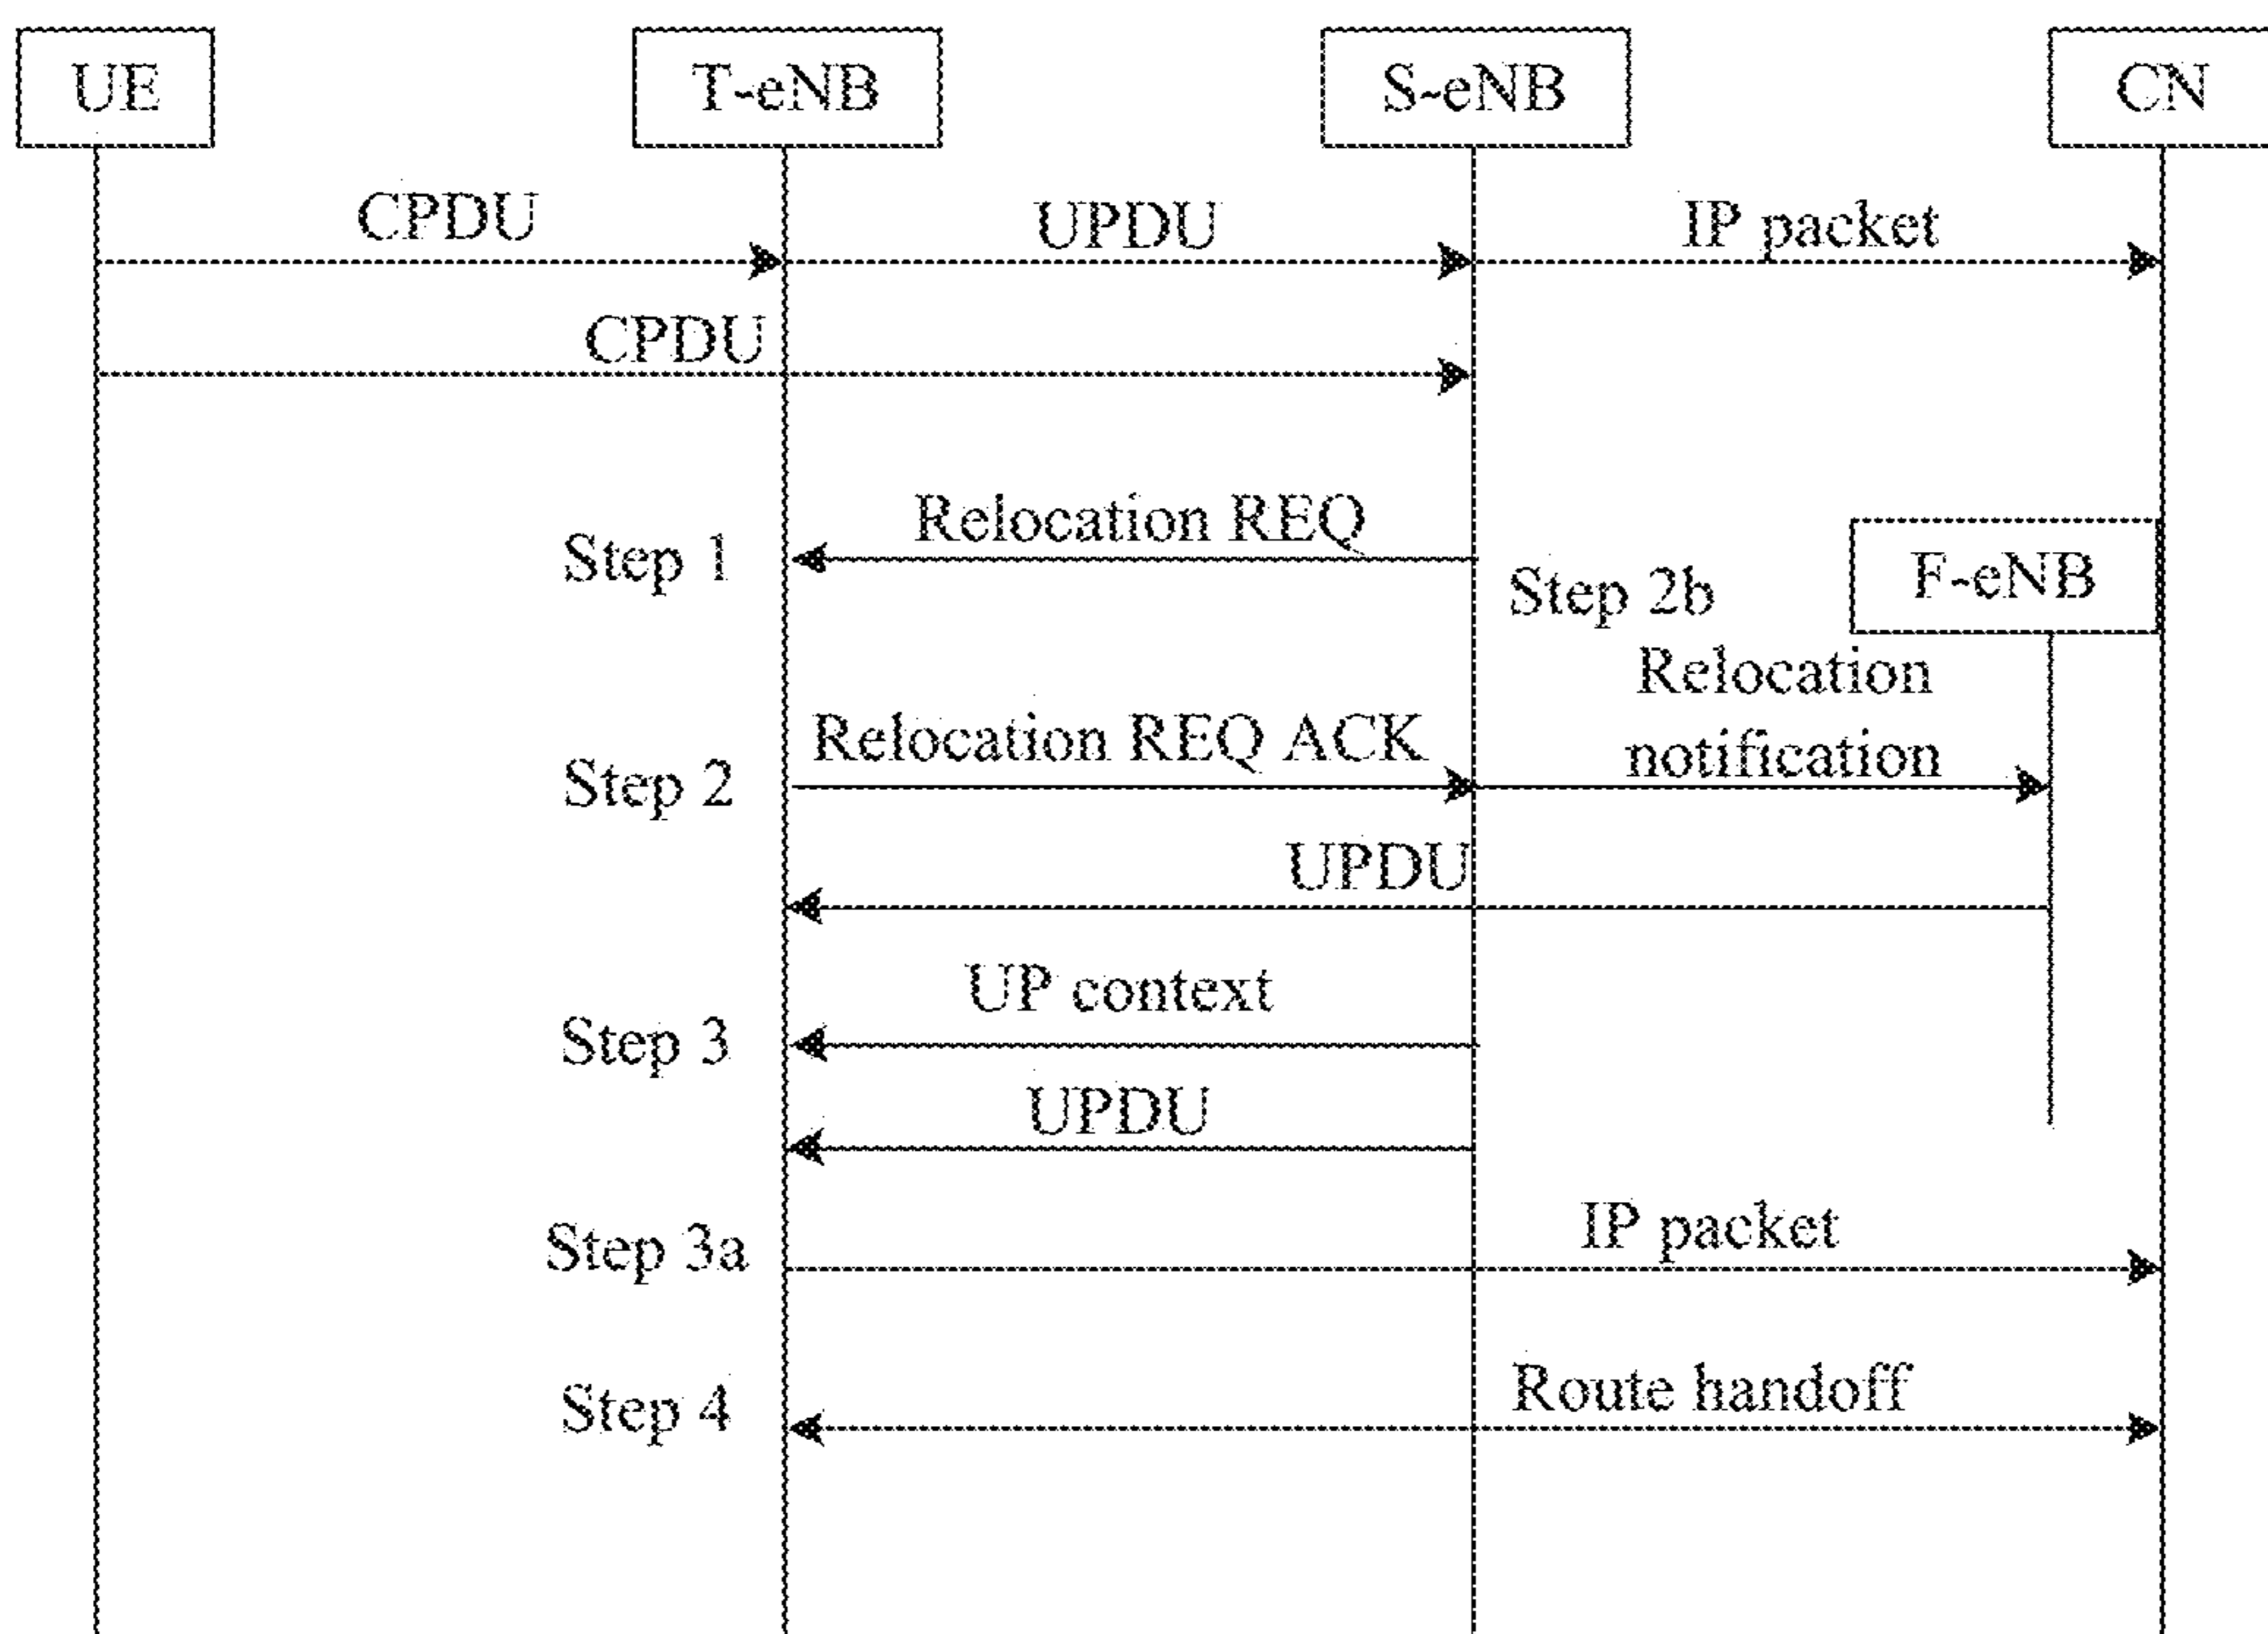 UE
T-eNB
S-eNB
CN
CPDU
UPDU
IP packet
CPDU
Step 1
Relocation REQ
Step 2b
F-eNB
Relocation
notification
Step 2
Relocation REQ ACK
UPDU
Step 3
UP context
UPDU
Step 3a
IP packet
Step 4
Route handoff